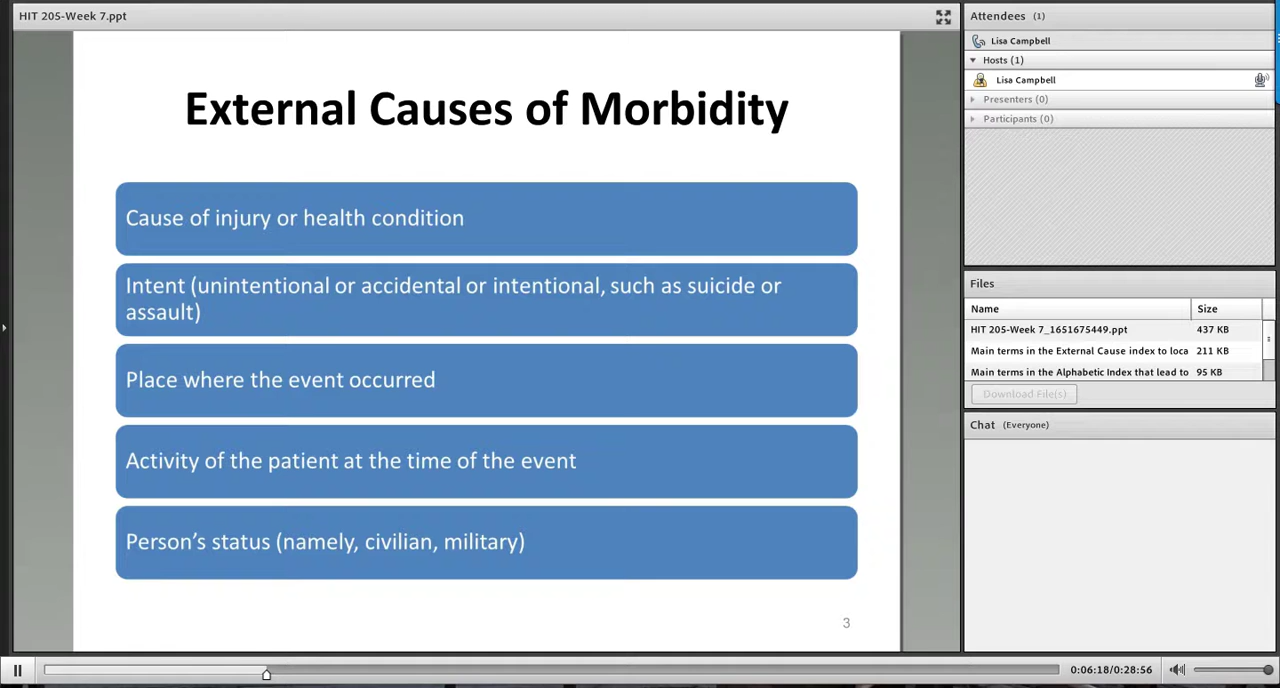 HIT 205-Week 7.ppt
External Causes of Morbidity
Cause of injury or health condition
Intent (unintentional or accidental or intentional, such as suicide or
assault)
Place where the event occurred
Activity of the patient at the time of the event
Person’s status (namely, civilian, military)
3
0:06:18/0:28:56
Attendees (1)
Lisa Campbell
Hosts (1)
Lisa Campbell
Presenters (0)
Participants (0)
Files
Name Size
HIT 205-Week 7_1651675449.ppt 437 KB
Main terms in the External Cause index to loca 211 KB
Main terms in the Alphabetic Index that lead to 95 KB
Download File(s)
Chat (Everyone)